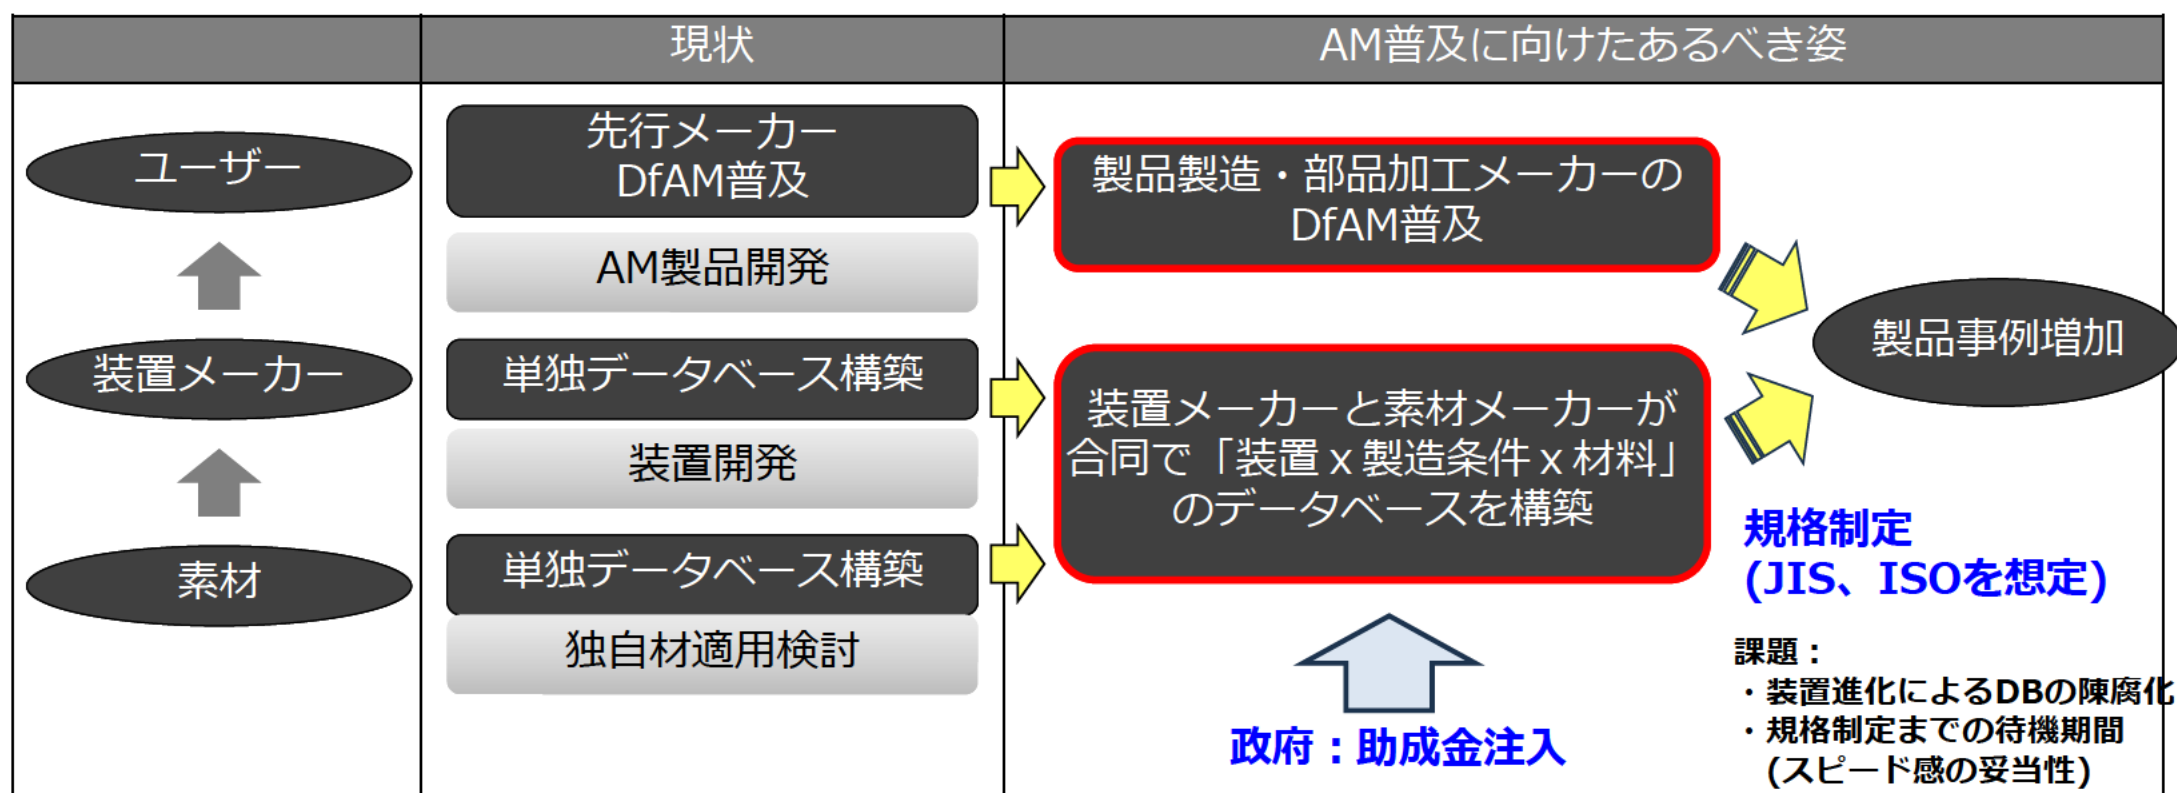 現状
AM普及に向けたあるべき姿
ユーザー
先行メーカー
DfAM普及
AM製品開発
製品製造・部品加工メーカーの
DfAM普及
製品事例増加
装置メーカー
単独データベース構築
装置開発
装置メーカーと素材メーカーが
合同で「装置 x 製造条件 x 材料」
のデータベースを構築
素材
単独データベース構築
独自材適用検討
規格制定
(JIS、ISOを想定)
政府：助成金注入
課題：
・装置進化によるDBの陳腐化
・規格制定までの待機期間
(スピード感の妥当性)